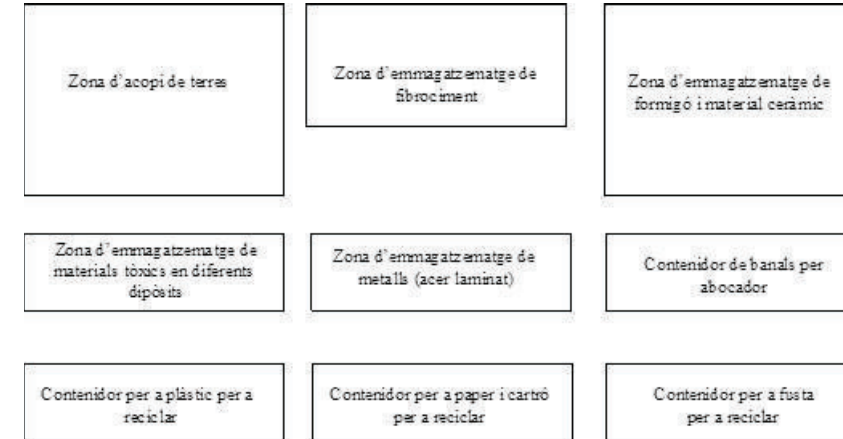 Zona d'acopi de terres
Zona d'emmagatzematge de
fibrociment
Zona d'emmagatzematge de
formigó i material ceràmic
Zona d'emmagatzematge de
materials tòxics en diferents
dipòsits
Zona d'emmagatzematge de
metalls (acer laminat)
Contenidor de banals per
abocador
Contenidor per a plàstic per a
reciclar
Contenidor per a paper i cartró
per a reciclar
Contenidor per a fusta
per a reciclar